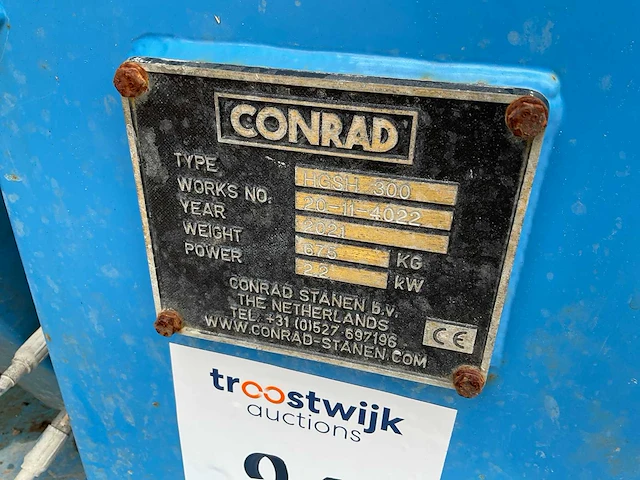 CONRAD
TYPE HGSH 300
WORKS NO. 20-11-4022
YEAR 2021
WEIGHT 675 KG
POWER 2.2 kW
CONRAD STANEN b.v.
THE NETHERLANDS
TEL. +31 (0)527 697196
WWW.CONRAD-STANEN.COM
CE
troostwijk
auctions